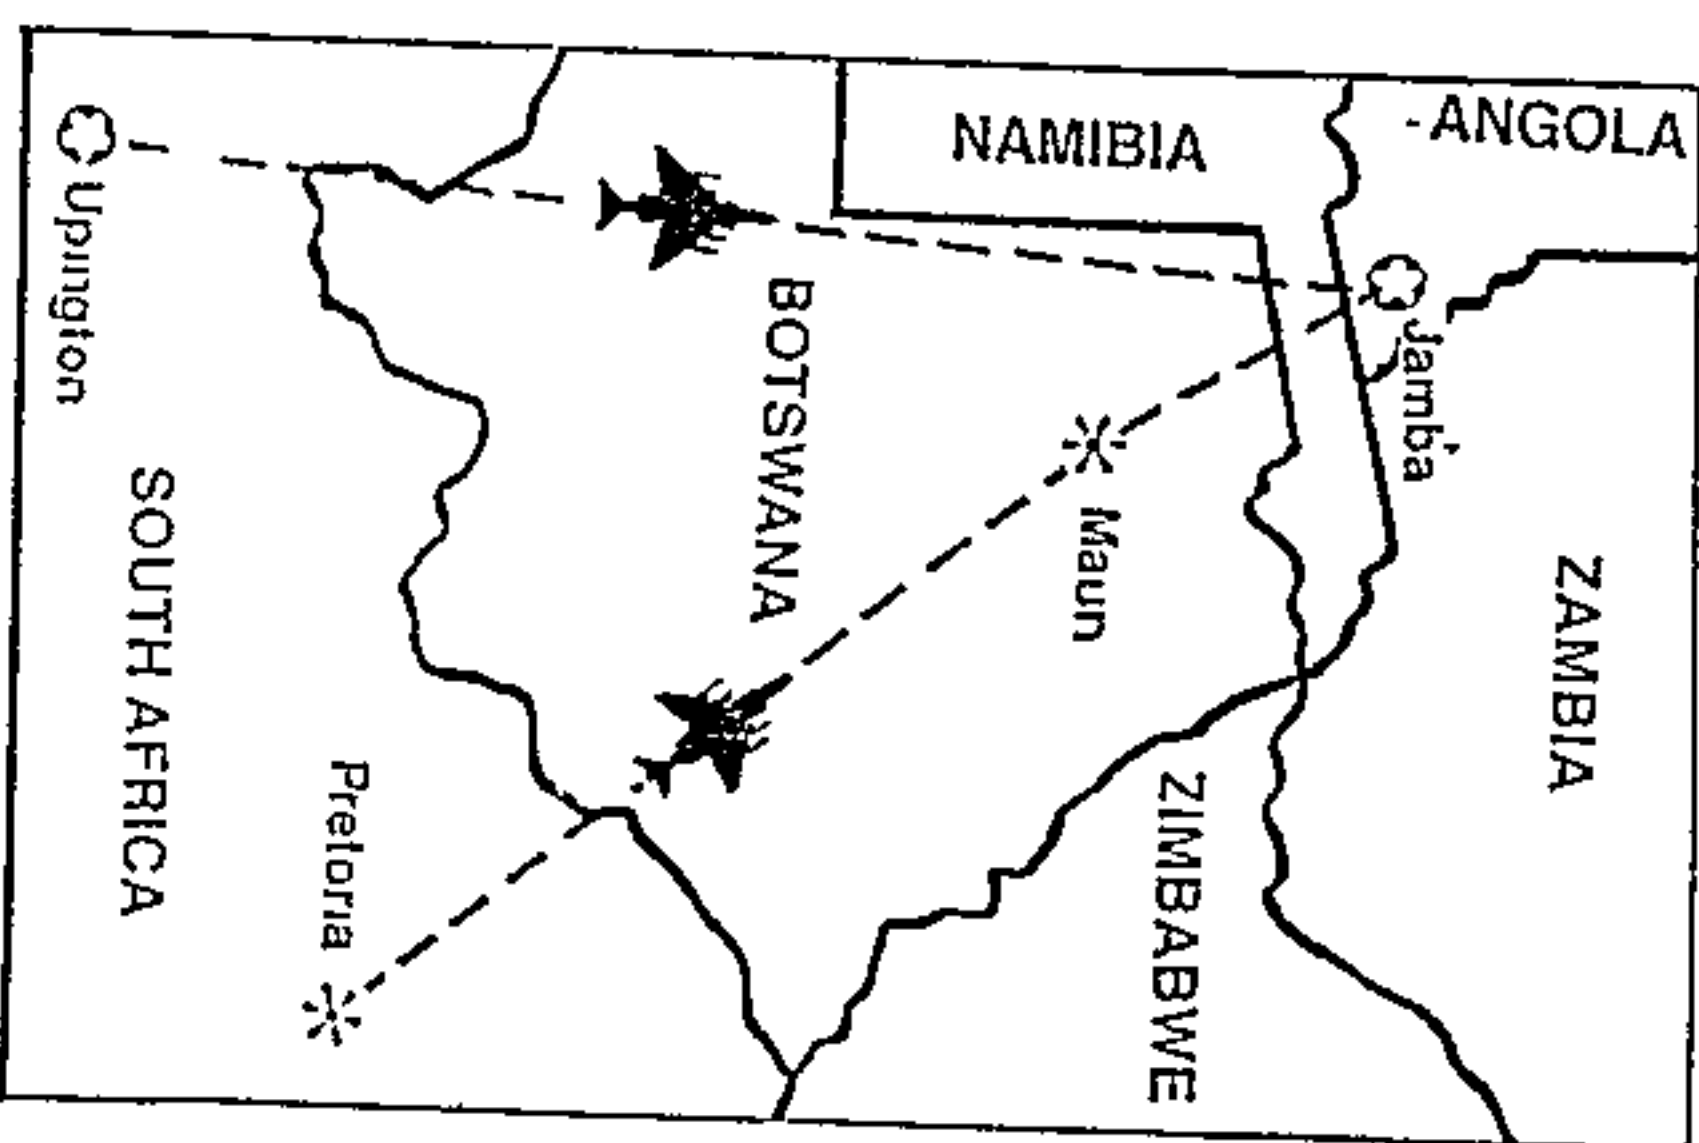 -ANGOLA
NAMIBIA
Jamba
ZAMBIA
Maun
BOTSWANA
ZIMBABWE
Upington
SOUTH AFRICA
Pretoria